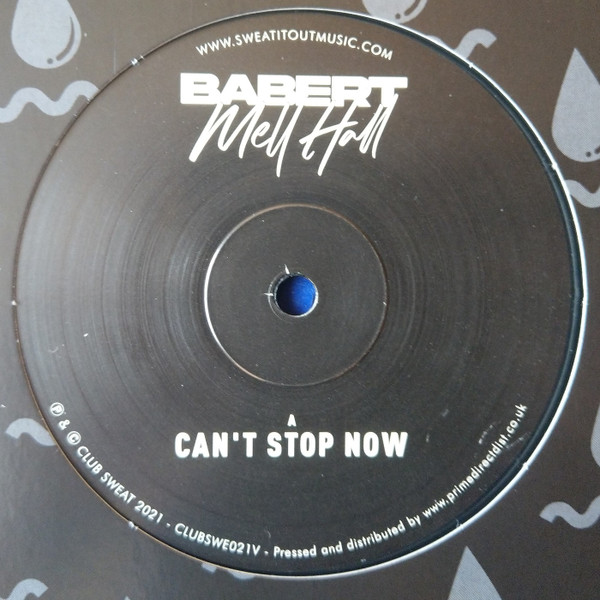 WWW.SWEATITOUTMUSIC.COM
BABERT
Mell Hall
A
CAN'T STOP NOW
℗ & © CLUB SWEAT 2021 - CLUBSWE021V - Pressed and distributed by www.primedirectdist.co.uk